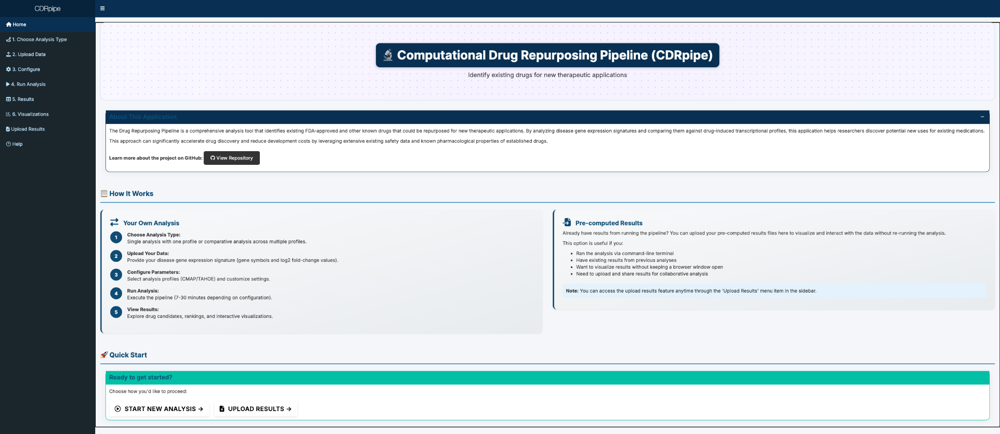 CDRpipe
Home
1. Choose Analysis Type
2. Upload Data
3. Configure
4. Run Analysis
5. Results
6. Visualizations
Upload Results
Help
Computational Drug Repurposing Pipeline (CDRpipe)
Identify existing drugs for new therapeutic applications
About This Application
The Drug Repurposing Pipeline is a comprehensive analysis tool that identifies existing FDA-approved and other known drugs that could be repurposed for new therapeutic applications. By analyzing disease gene expression signatures and comparing them against drug-induced transcriptional profiles, this application helps researchers discover potential new uses for existing medications.
This approach can significantly accelerate drug discovery and reduce development costs by leveraging extensive existing safety data and known pharmacological properties of established drugs.
Learn more about the project on GitHub: View Repository
How It Works
Your Own Analysis
1 Choose Analysis Type:
Single analysis with one profile or comparative analysis across multiple profiles.
2 Upload Your Data:
Provide your disease gene expression signature (gene symbols and log2 fold-change values).
3 Configure Parameters:
Select analysis profiles (CMAP/TAHOE) and customize settings.
4 Run Analysis:
Execute the pipeline (7-30 minutes depending on configuration).
5 View Results:
Explore drug candidates, rankings, and interactive visualizations.
Pre-computed Results
Already have results from running the pipeline? You can upload your pre-computed results files here to visualize and interact with the data without re-running the analysis.
This option is useful if you:
• Ran the analysis via command-line terminal
• Have existing results from previous analyses
• Want to visualize results without keeping a browser window open
• Need to upload and share results for collaborative analysis
Note: You can access the upload results feature anytime through the 'Upload Results' menu item in the sidebar.
Quick Start
Ready to get started?
Choose how you'd like to proceed:
START NEW ANALYSIS →
UPLOAD RESULTS →